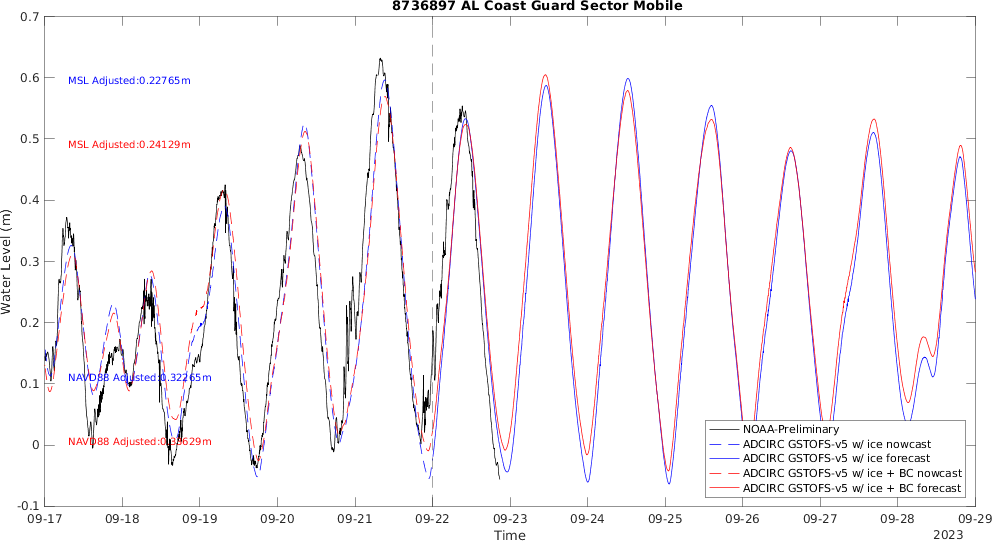 8736897 AL Coast Guard Sector Mobile
0.7
0.6
0.5
0.4
0.3
0.2
0.1
0
-0.1
Water Level (m)
MSL Adjusted:0.22765m
MSL Adjusted:0.24129m
NAVD88 Adjusted:0.32265m
NAVD88 Adjusted:0.33629m
NOAA-Preliminary
ADCIRC GSTOFS-v5 w/ ice nowcast
ADCIRC GSTOFS-v5 w/ ice forecast
ADCIRC GSTOFS-v5 w/ ice + BC nowcast
ADCIRC GSTOFS-v5 w/ ice + BC forecast
09-17 09-18 09-19 09-20 09-21 09-22 09-23 09-24 09-25 09-26 09-27 09-28 09-29
Time
2023